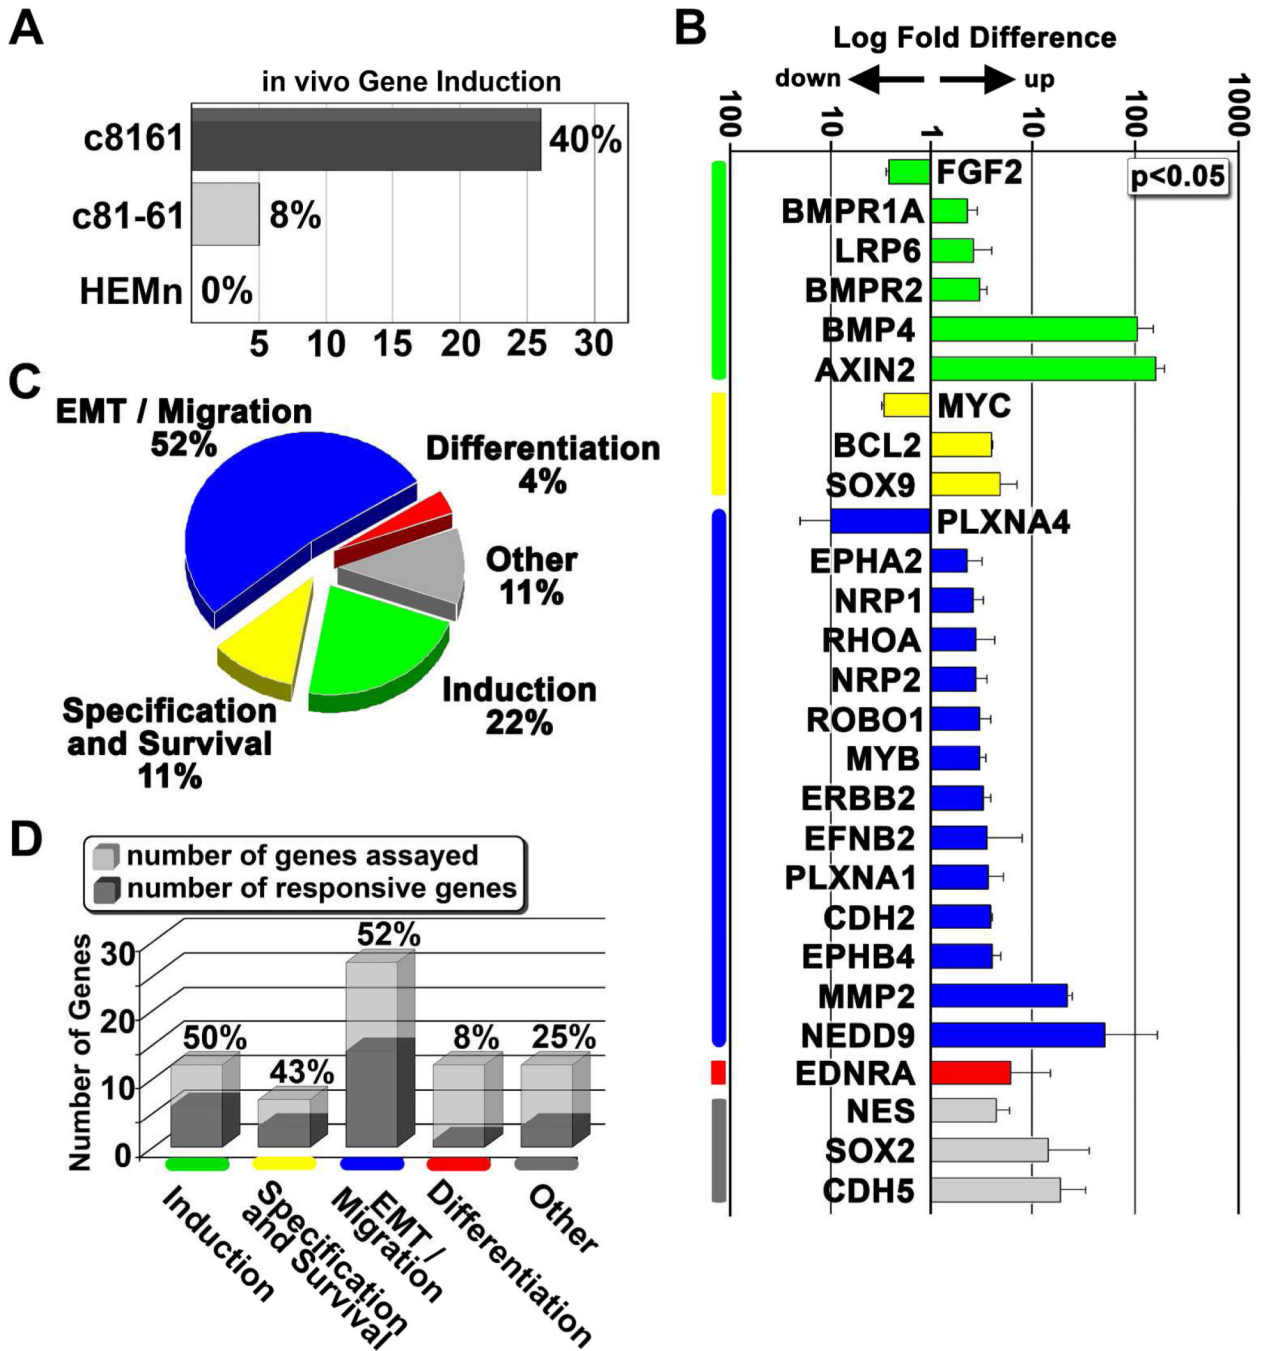 A
in vivo Gene Induction
c8161
40%
c81-61
8%
HEMn
0%
5 10 15 20 25 30
B
Log Fold Difference
down up
100 10 1 10 100 1000
p<0.05
FGF2
BMPR1A
LRP6
BMPR2
BMP4
AXIN2
MYC
BCL2
SOX9
PLXNA4
EPHA2
NRP1
RHOA
NRP2
ROBO1
MYB
ERBB2
EFNB2
PLXNA1
CDH2
EPHB4
MMP2
NEDD9
EDNRA
NES
SOX2
CDH5
C
EMT / Migration
52%
Differentiation
4%
Other
11%
Induction
22%
Specification
and Survival
11%
D
number of genes assayed
number of responsive genes
Number of Genes
30
20
10
0
50%
43%
52%
8%
25%
Induction
Specification
and Survival
EMT /
Migration
Differentiation
Other